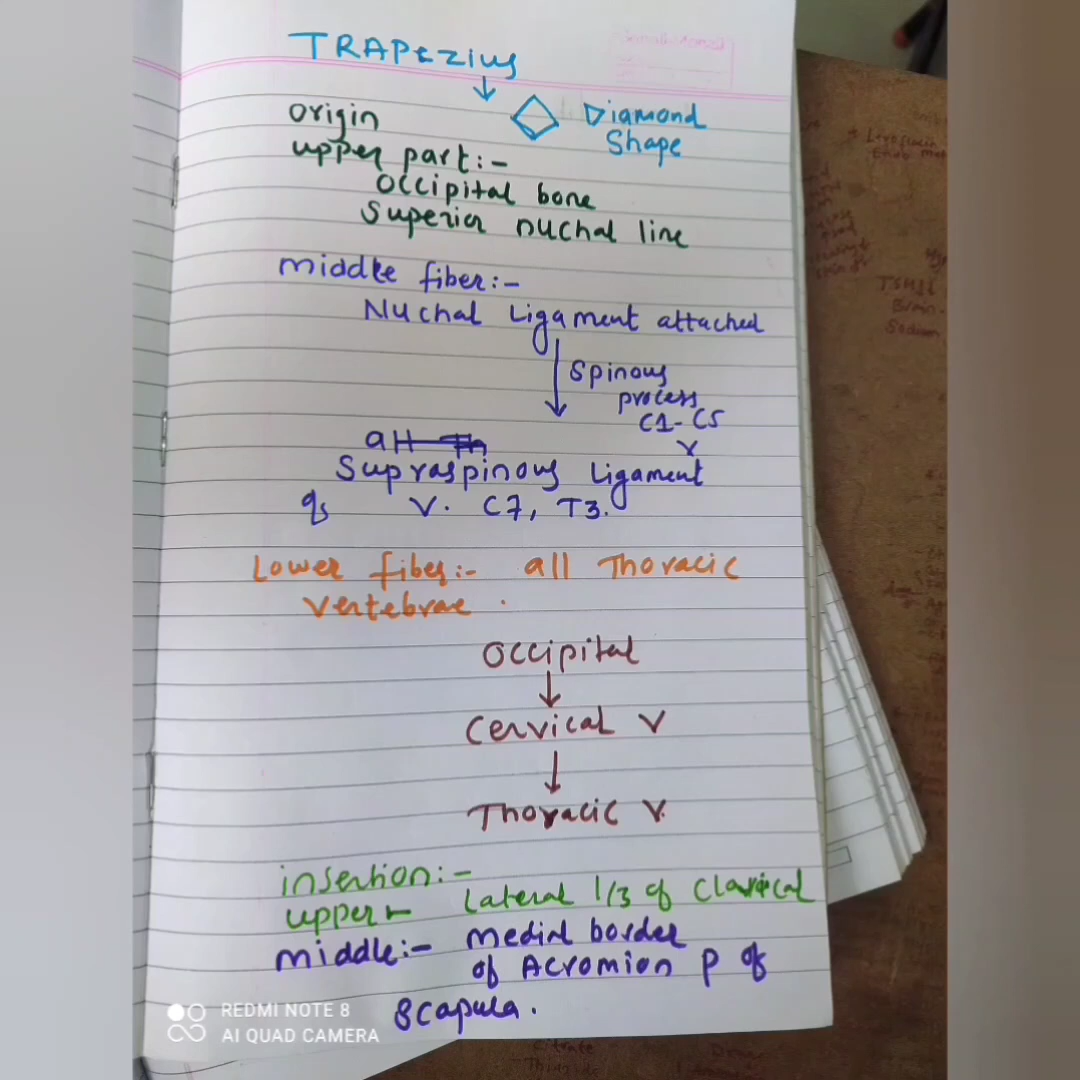 TRAPEZIUS
↓
◇ Diamond
Shape
origin
upper part:-
Occipital bone
Superior nuchal line
middle fiber:-
Nuchal Ligament attached
↓ Spinous
process
C1-C5
V
Supraspinous Ligament
of V. C7, T3.
Lower fiber:- all Thoracic
Vertebrae.
Occipital
↓
Cervical V
↓
Thoracic V.
insertion:-
upper:- Lateral 1/3 of Clavical
middle:- medial border
of Acromion P of
Scapula.
REDMI NOTE 8
AI QUAD CAMERA